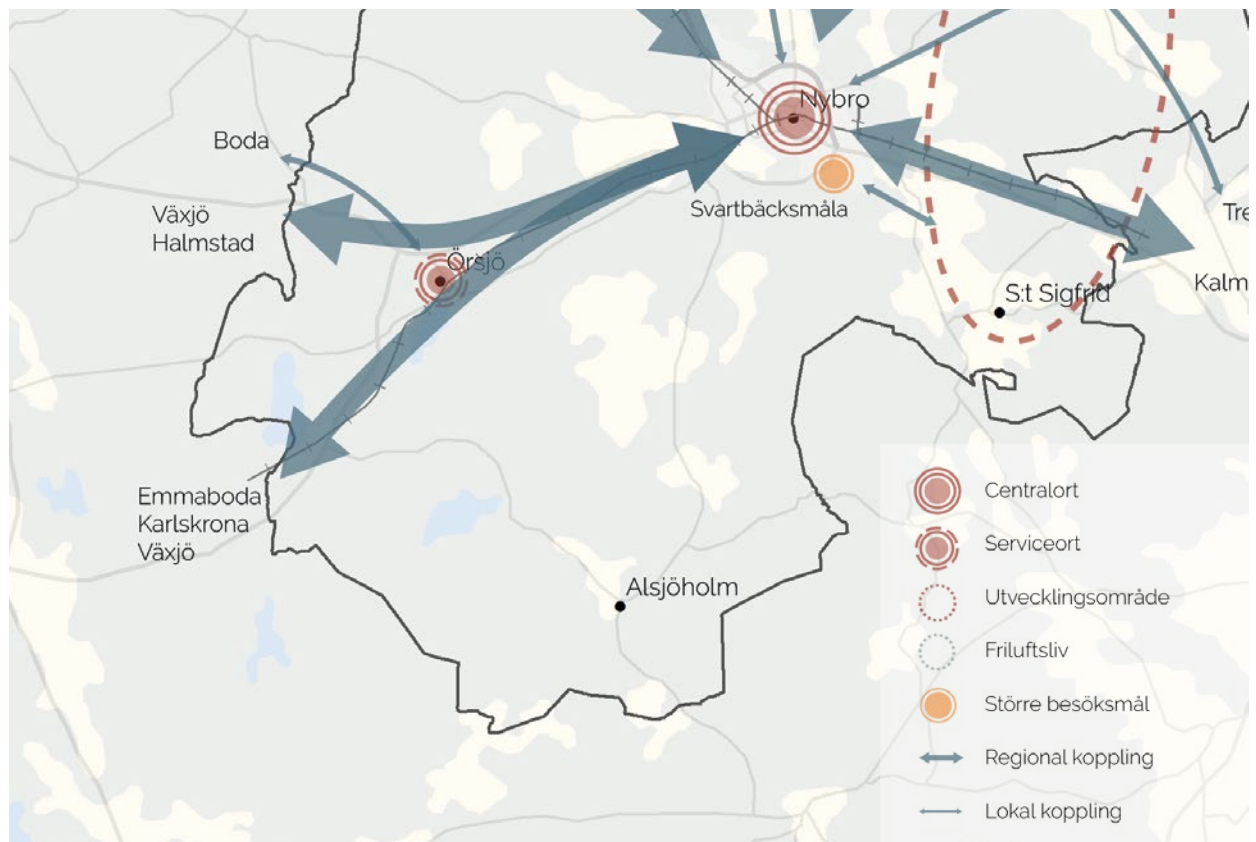 Nybro
Boda
Svartbäcksmåla
Växjö
Halmstad
Örsjö
S:t Sigfrid
Emmaboda
Karlskrona
Växjö
Alsjöholm
Centralort
Serviceort
Utvecklingsområde
Friluftsliv
Större besöksmål
Regional koppling
Lokal koppling